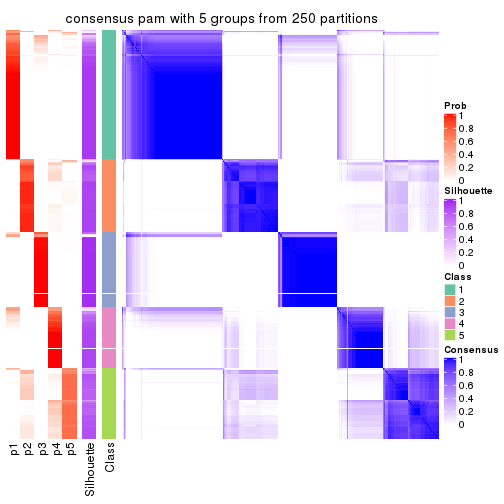 consensus pam with 5 groups from 250 partitions
Prob
1
0.8
0.6
0.4
0.2
0
Silhouette
1
0.8
0.6
0.4
0.2
0
Class
1
2
3
4
5
Consensus
1
0.8
0.6
0.4
0.2
0
p1
p2
p3
p4
p5
Silhouette
Class